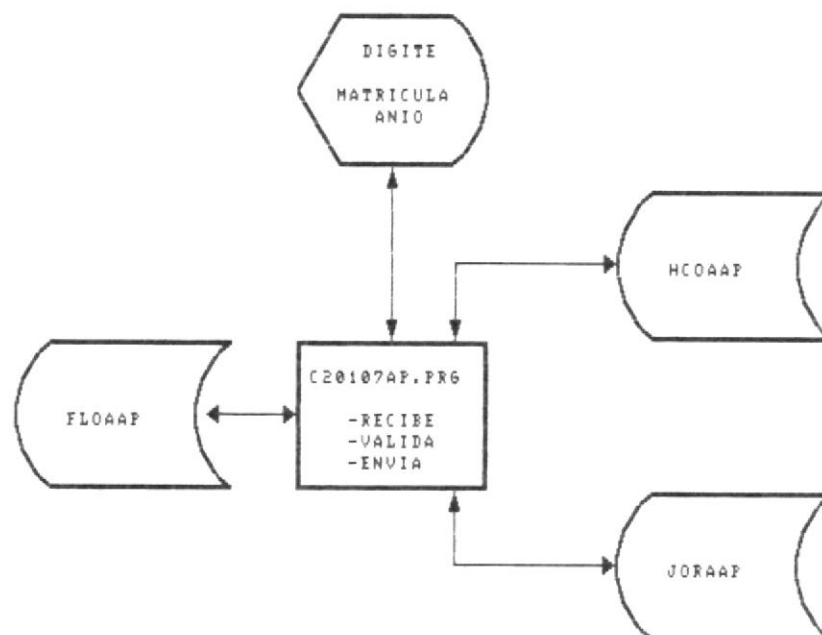 DIGITE
MATRICULA
ANIO
HCOAAP
C20107AP.PRG
-RECIBE
-VALIDA
-ENVIA
FLOAAP
JORAAP